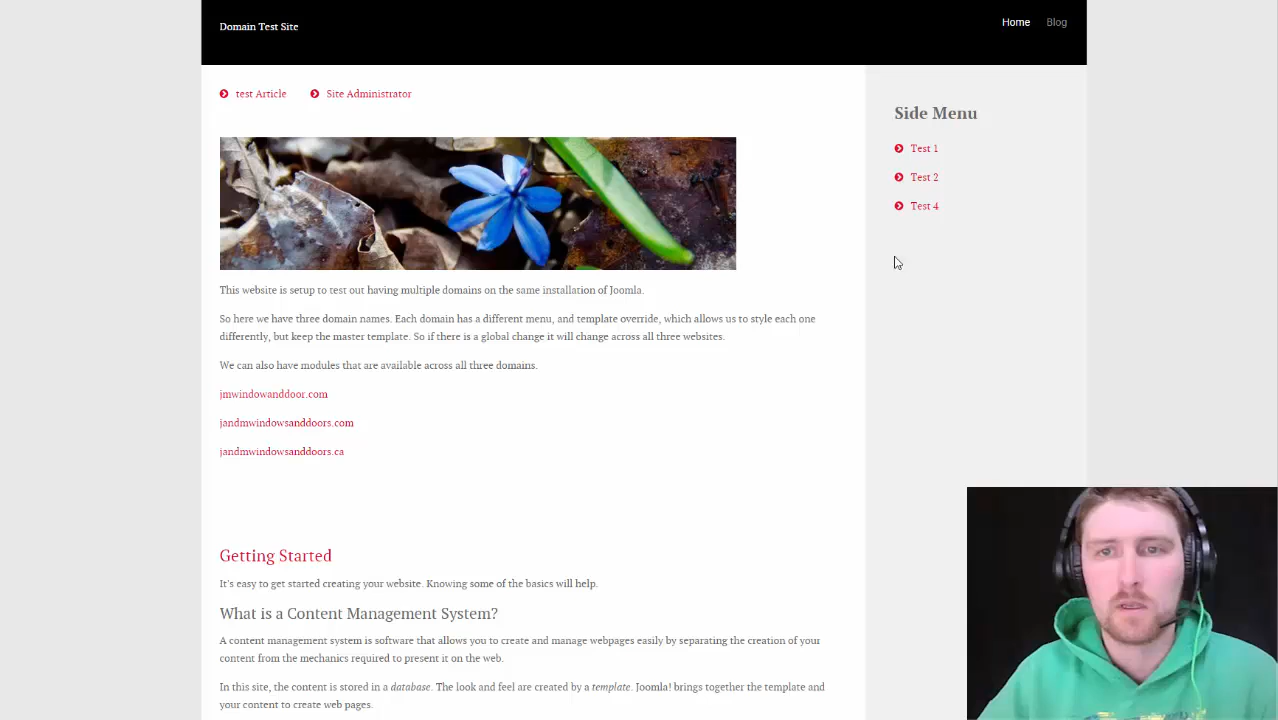 Domain Test Site
Home Blog
test Article Site Administrator
Side Menu
Test 1
Test 2
Test 4
This website is setup to test out having multiple domains on the same installation of Joomla.
So here we have three domain names. Each domain has a different menu, and template override, which allows us to style each one
differently, but keep the master template. So if there is a global change it will change across all three websites.
We can also have modules that are available across all three domains.
jmwindowanddoor.com
jandmwindowsanddoors.com
jandmwindowsanddoors.ca
Getting Started
It's easy to get started creating your website. Knowing some of the basics will help.
What is a Content Management System?
A content management system is software that allows you to create and manage webpages easily by separating the creation of your
content from the mechanics required to present it on the web.
In this site, the content is stored in a database. The look and feel are created by a template. Joomla! brings together the template and
your content to create web pages.